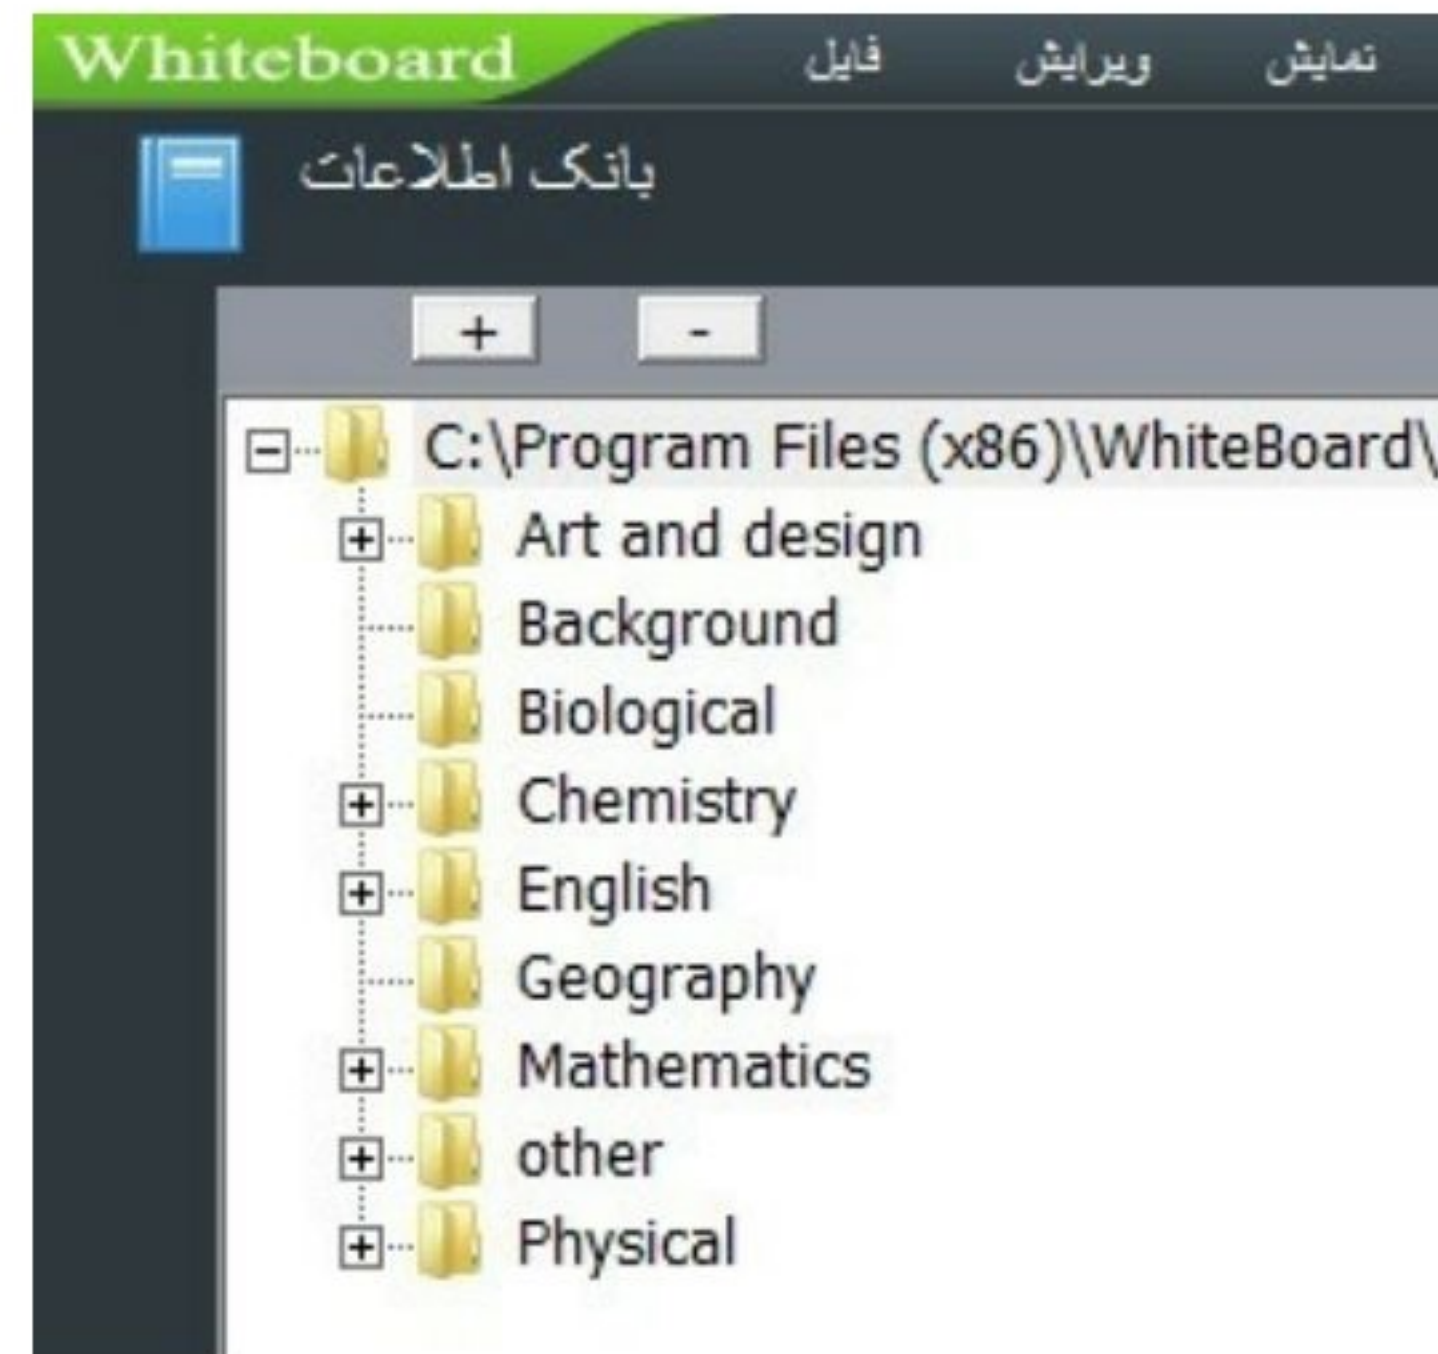 Whiteboard فایل ویرایش نمایش
بانک اطلاعات
+ -
C:\Program Files (x86)\WhiteBoard\
Art and design
Background
Biological
Chemistry
English
Geography
Mathematics
other
Physical